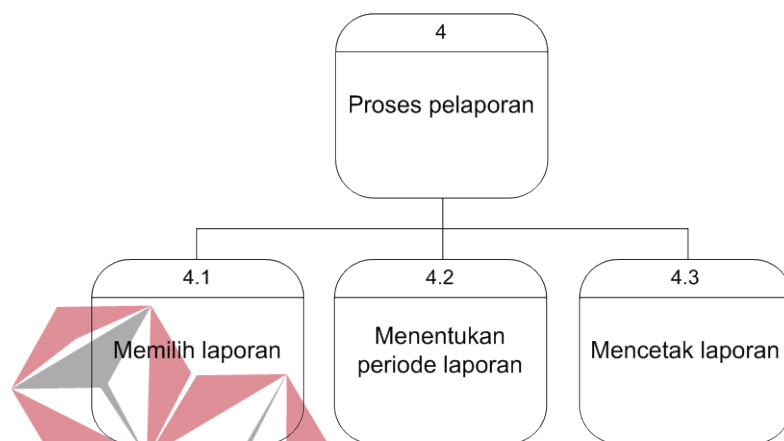 4
Proses pelaporan
4.1
Memilih laporan
4.2
Menentukan
periode laporan
4.3
Mencetak laporan